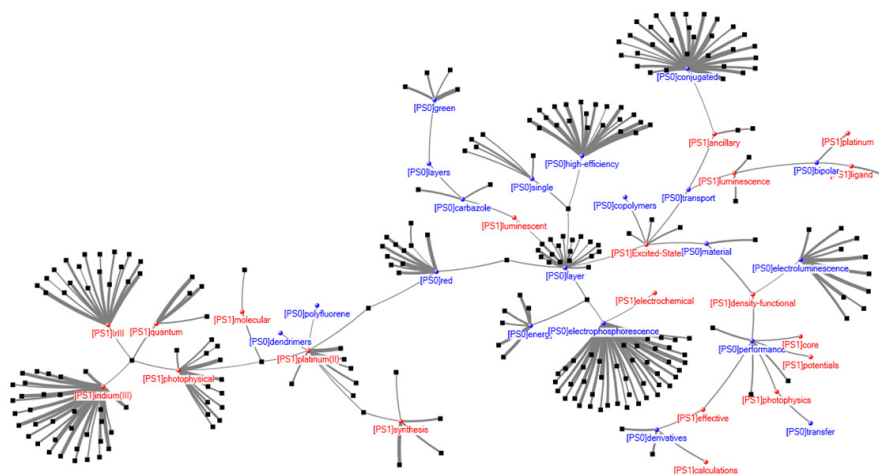 [PS0]conjugated
[PS0]green
[PS1]ancillary
[PS1]platinum
[PS0]layers
[PS0]high-efficiency
[PS0]bipolar
[PS1]luminescence
[PS0]single
[PS0]transport
[PS0]carbazole
[PS0]copolymers
[PS1]luminescent
[PS1]Excited-State
[PS0]material
[PS0]red
[PS0]layer
[PS0]electroluminescence
[PS1]density-functional
[PS1]electrochemical
[PS1]molecular
[PS0]polyfluorene
[PS1]IrIII
[PS1]quantum
[PS0]dendrimers
[PS0]energy
[PS0]electrophosphorescence
[PS0]performance
[PS1]core
[PS1]platinum(II)
[PS1]potentials
[PS1]photophysical
[PS1]iridium(III)
[PS1]photophysics
[PS1]effective
[PS1]synthesis
[PS0]derivatives
[PS0]transfer
[PS1]calculations